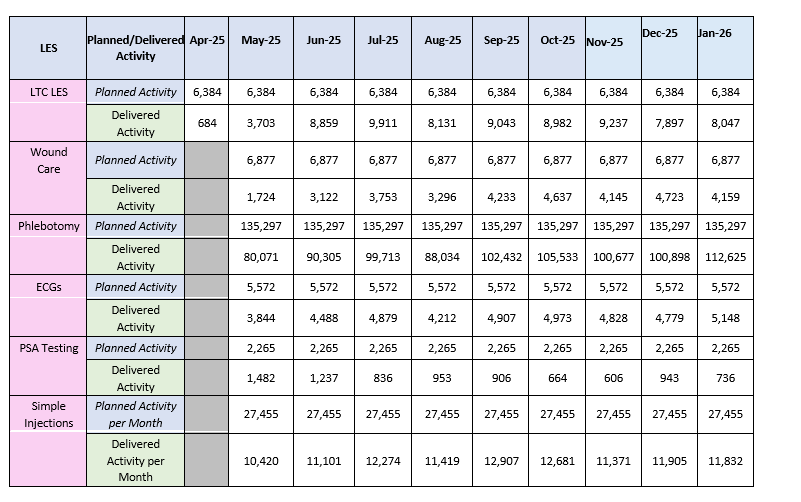 LES Planned/Delivered Activity Apr-25 May-25 Jun-25 Jul-25 Aug-25 Sep-25 Oct-25 Nov-25 Dec-25 Jan-26
LTC LES Planned Activity 6,384 6,384 6,384 6,384 6,384 6,384 6,384 6,384 6,384 6,384
Delivered Activity 684 3,703 8,859 9,911 8,131 9,043 8,982 9,237 7,897 8,047
Wound Care Planned Activity 6,877 6,877 6,877 6,877 6,877 6,877 6,877 6,877 6,877
Delivered Activity 1,724 3,122 3,753 3,296 4,233 4,637 4,145 4,723 4,159
Phlebotomy Planned Activity 135,297 135,297 135,297 135,297 135,297 135,297 135,297 135,297 135,297
Delivered Activity 80,071 90,305 99,713 88,034 102,432 105,533 100,677 100,898 112,625
ECGs Planned Activity 5,572 5,572 5,572 5,572 5,572 5,572 5,572 5,572 5,572
Delivered Activity 3,844 4,488 4,879 4,212 4,907 4,973 4,828 4,779 5,148
PSA Testing Planned Activity 2,265 2,265 2,265 2,265 2,265 2,265 2,265 2,265 2,265
Delivered Activity 1,482 1,237 836 953 906 664 606 943 736
Simple Injections Planned Activity per Month 27,455 27,455 27,455 27,455 27,455 27,455 27,455 27,455 27,455
Delivered Activity per Month 10,420 11,101 12,274 11,419 12,907 12,681 11,371 11,905 11,832